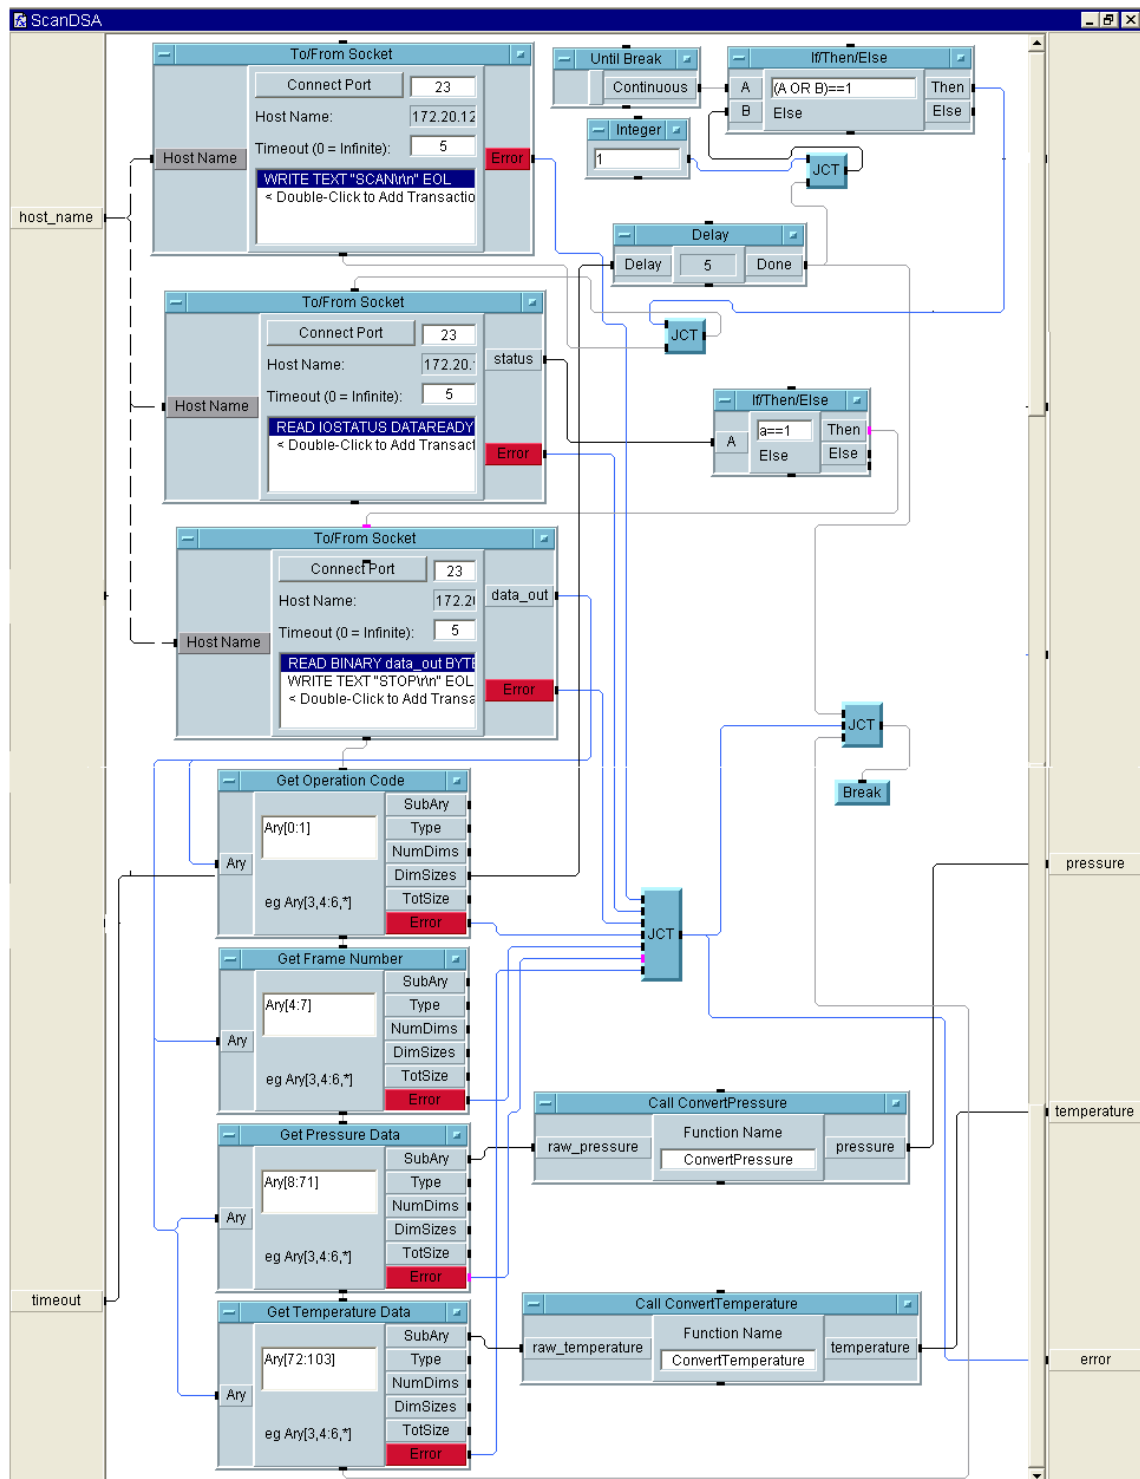 ScanDSA
host_name
timeout
To/From Socket
Connect Port 23
Host Name: 172.20.12
Timeout (0 = Infinite): 5
Host Name
Error
WRITE TEXT "SCAN\r\n" EOL
< Double-Click to Add Transactio
To/From Socket
Connect Port 23
Host Name: 172.20.
Timeout (0 = Infinite): 5
Host Name
status
READ IOSTATUS DATAREADY
< Double-Click to Add Transact
Error
To/From Socket
Connect Port 23
Host Name: 172.2
Timeout (0 = Infinite): 5
Host Name
data_out
READ BINARY data_out BYTE
WRITE TEXT "STOP\r\n" EOL
< Double-Click to Add Transa
Error
Until Break
Continuous
Integer
1
If/Then/Else
A (A OR B)==1 Then
B Else Else
JCT
Delay
Delay 5 Done
JCT
If/Then/Else
A a==1 Then
Else Else
JCT
Break
JCT
Get Operation Code
Ary
Ary[0:1]
eg Ary[3,4:6,*]
SubAry
Type
NumDims
DimSizes
TotSize
Error
Get Frame Number
Ary
Ary[4:7]
eg Ary[3,4:6,*]
SubAry
Type
NumDims
DimSizes
TotSize
Error
Get Pressure Data
Ary
Ary[8:71]
eg Ary[3,4:6,*]
SubAry
Type
NumDims
DimSizes
TotSize
Error
Get Temperature Data
Ary
Ary[72:103]
eg Ary[3,4:6,*]
SubAry
Type
NumDims
DimSizes
TotSize
Error
Call ConvertPressure
raw_pressure
Function Name
ConvertPressure
pressure
Call ConvertTemperature
raw_temperature
Function Name
ConvertTemperature
temperature
pressure
temperature
error